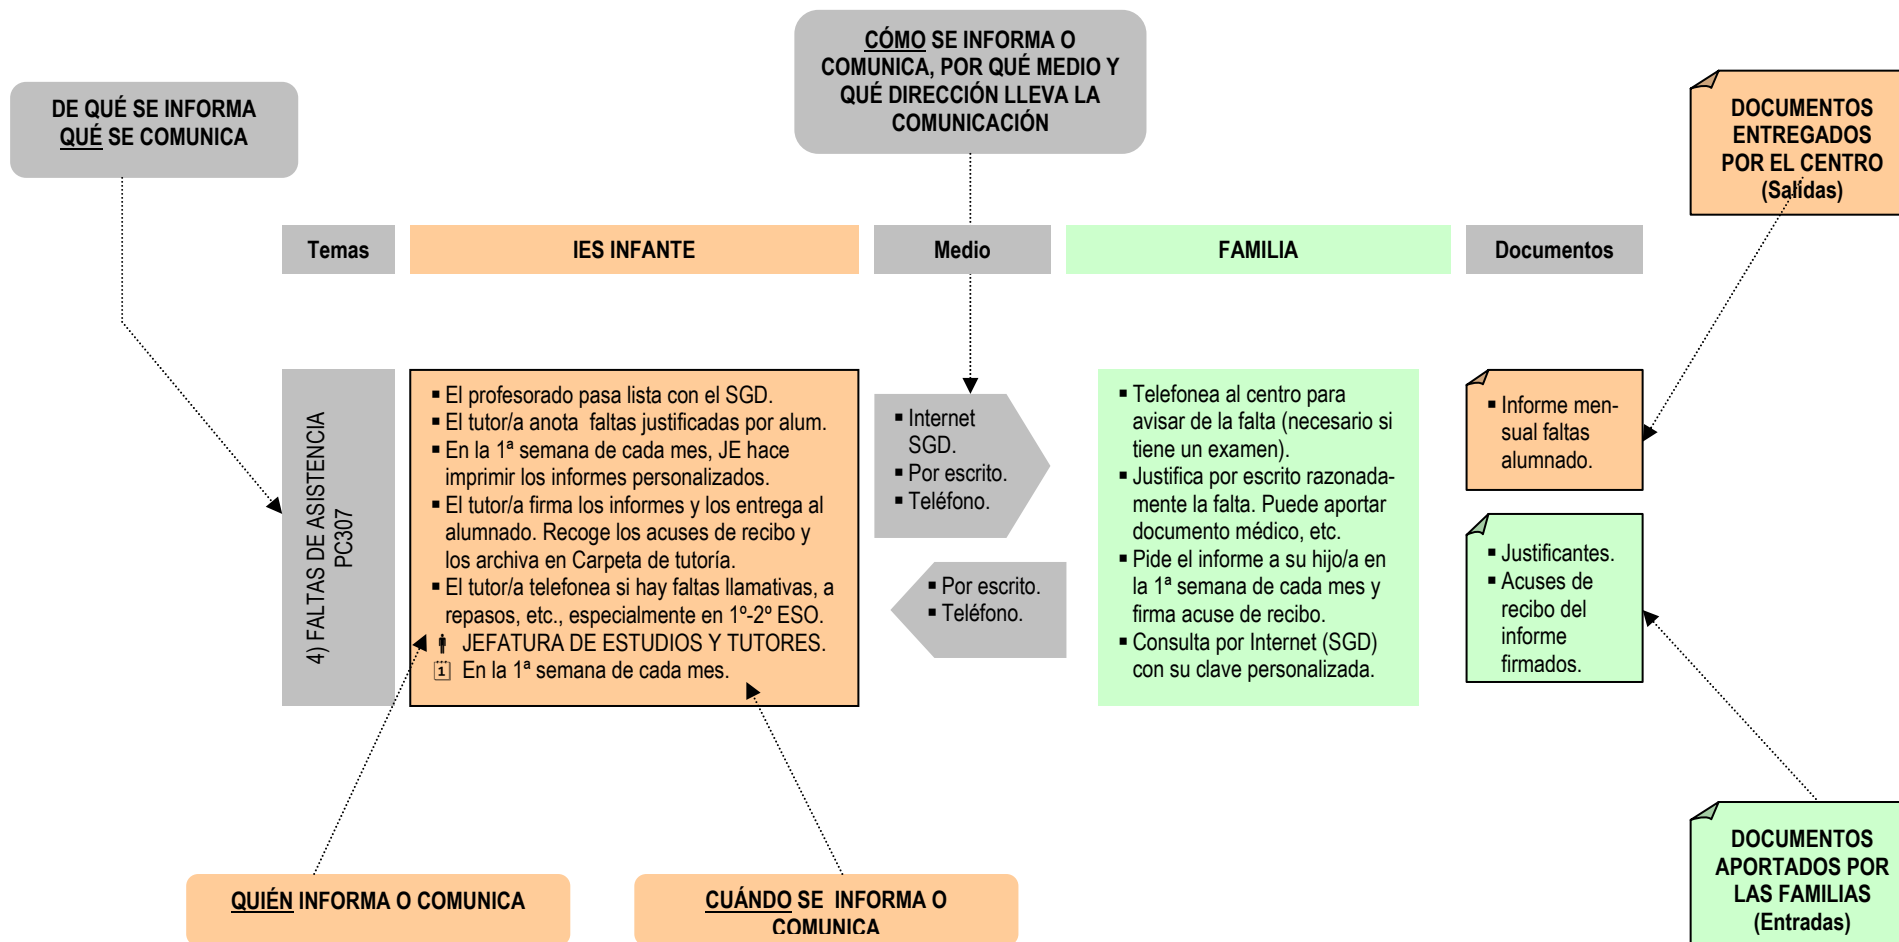 CÓMO SE INFORMA O
COMUNICA, POR QUÉ MEDIO Y
QUÉ DIRECCIÓN LLEVA LA
COMUNICACIÓN
DE QUÉ SE INFORMA
QUÉ SE COMUNICA
DOCUMENTOS
ENTREGADOS
POR EL CENTRO
(Salidas)
Temas
IES INFANTE
Medio
FAMILIA
Documentos
4) FALTAS DE ASISTENCIA
PC307
▪ El profesorado pasa lista con el SGD.
▪ El tutor/a anota faltas justificadas por alum.
▪ En la 1ª semana de cada mes, JE hace
imprimir los informes personalizados.
▪ El tutor/a firma los informes y los entrega al
alumnado. Recoge los acuses de recibo y
los archiva en Carpeta de tutoría.
▪ El tutor/a telefonea si hay faltas llamativas, a
repasos, etc., especialmente en 1º-2º ESO.
JEFATURA DE ESTUDIOS Y TUTORES.
1 En la 1ª semana de cada mes.
▪ Internet
SGD.
▪ Por escrito.
▪ Teléfono.
▪ Por escrito.
▪ Teléfono.
▪ Telefonea al centro para
avisar de la falta (necesario si
tiene un examen).
▪ Justifica por escrito razonada-
mente la falta. Puede aportar
documento médico, etc.
▪ Pide el informe a su hijo/a en
la 1ª semana de cada mes y
firma acuse de recibo.
▪ Consulta por Internet (SGD)
con su clave personalizada.
▪ Informe men-
sual faltas
alumnado.
▪ Justificantes.
▪ Acuses de
recibo del
informe
firmados.
QUIÉN INFORMA O COMUNICA
CUÁNDO SE INFORMA O
COMUNICA
DOCUMENTOS
APORTADOS POR
LAS FAMILIAS
(Entradas)